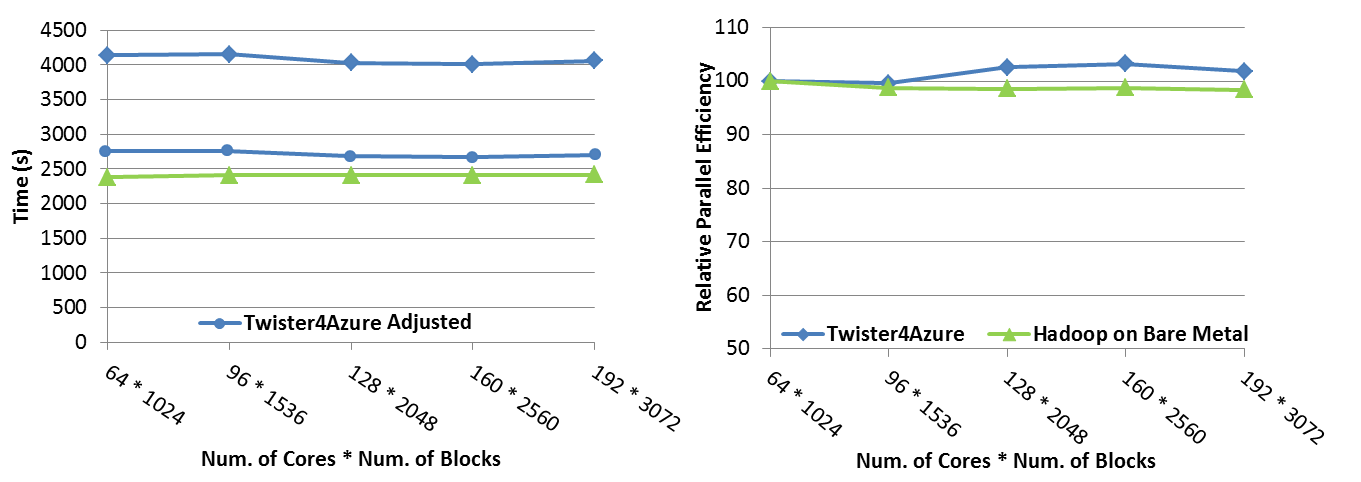 4500
4000
3500
3000
2500
2000
1500
1000
500
0
Time (s)
Twister4Azure Adjusted
64 * 1024
96 * 1536
128 * 2048
160 * 2560
192 * 3072
Num. of Cores * Num. of Blocks
110
100
90
80
70
60
50
Relative Parallel Efficiency
Twister4Azure
Hadoop on Bare Metal
64 * 1024
96 * 1536
128 * 2048
160 * 2560
192 * 3072
Num. of Cores * Num. of Blocks